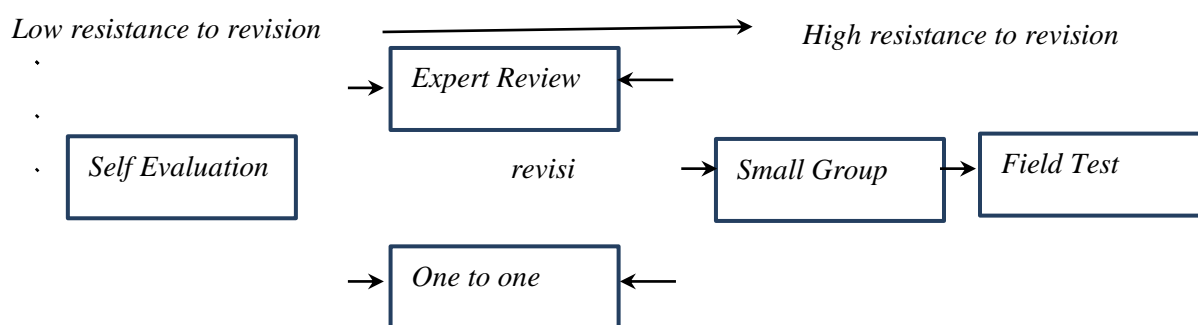 Low resistance to revision
High resistance to revision
Expert Review
Self Evaluation
revisi
Small Group
Field Test
One to one